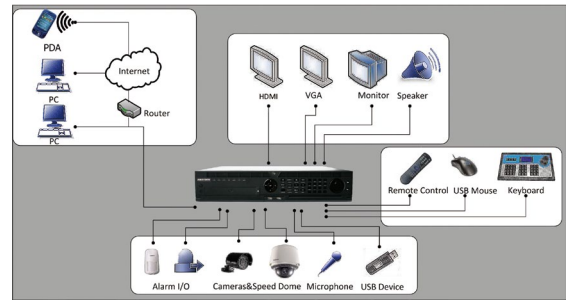 PDA
Internet
PC
Router
PC
HDMI
VGA
Monitor
Speaker
Remote Control
USB Mouse
Keyboard
Alarm I/O
Cameras&Speed Dome
Microphone
USB Device